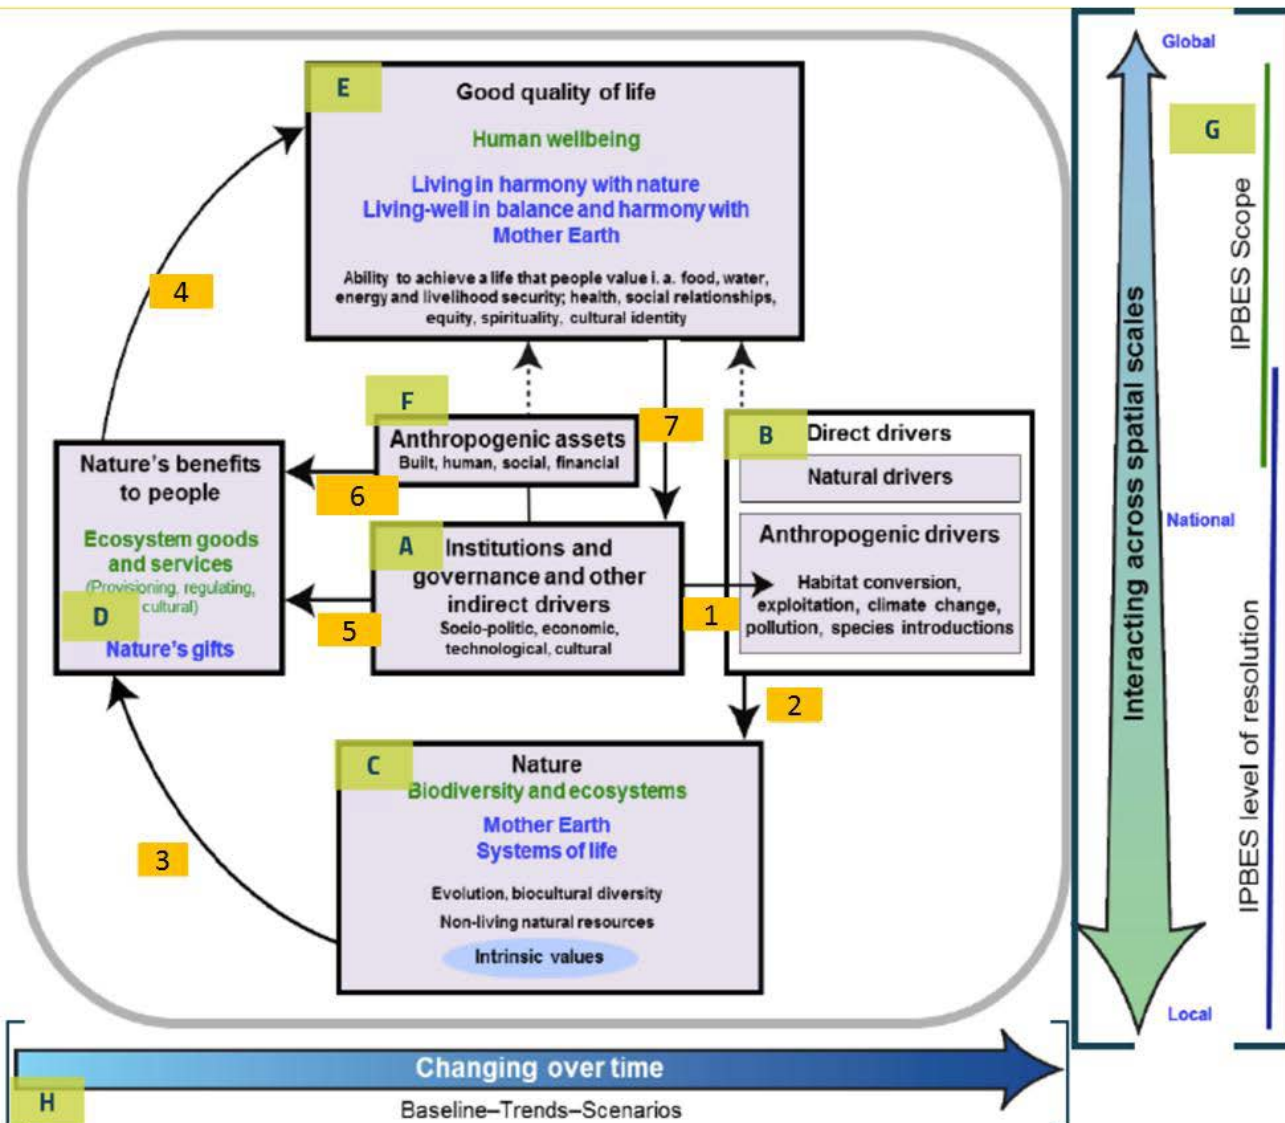 E
Good quality of life
Human wellbeing
Living in harmony with nature
Living-well in balance and harmony with
Mother Earth
Ability to achieve a life that people value i. a. food, water,
energy and livelihood security; health, social relationships,
equity, spirituality, cultural identity
4
F
Anthropogenic assets
Built, human, social, financial
7
6
Nature's benefits
to people
Ecosystem goods
and services
(Provisioning, regulating,
cultural)
D
Nature's gifts
A
Institutions and
governance and other
indirect drivers
Socio-politic, economic,
technological, cultural
5
1
B
Direct drivers
Natural drivers
Anthropogenic drivers
Habitat conversion,
exploitation, climate change,
pollution, species introductions
2
C
Nature
Biodiversity and ecosystems
Mother Earth
Systems of life
Evolution, biocultural diversity
Non-living natural resources
Intrinsic values
3
Global
G
IPBES Scope
Interacting across spatial scales
National
IPBES level of resolution
Local
Changing over time
H
Baseline–Trends–Scenarios